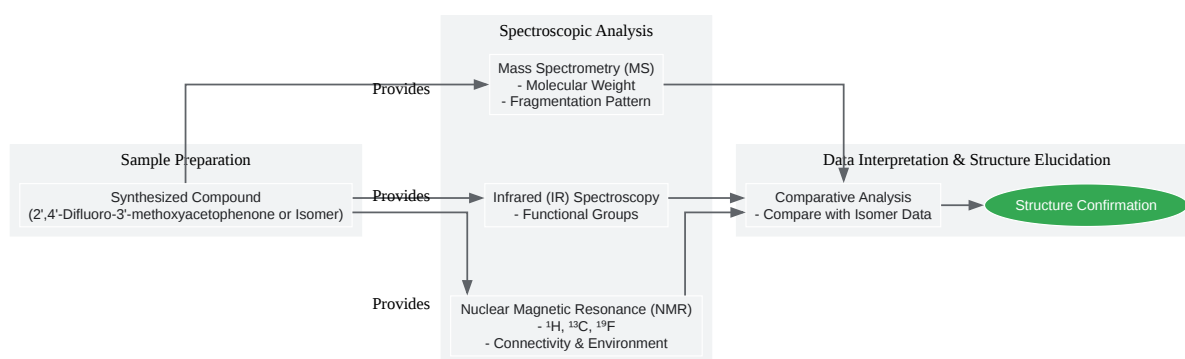 Spectroscopic Analysis
Mass Spectrometry (MS)
- Molecular Weight
- Fragmentation Pattern
Provides
Sample Preparation
Synthesized Compound
(2',4'-Difluoro-3'-methoxyacetophenone or Isomer)
Provides
Infrared (IR) Spectroscopy
- Functional Groups
Data Interpretation & Structure Elucidation
Comparative Analysis
- Compare with Isomer Data
Structure Confirmation
Provides
Nuclear Magnetic Resonance (NMR)
- ¹H, ¹³C, ¹⁹F
- Connectivity & Environment